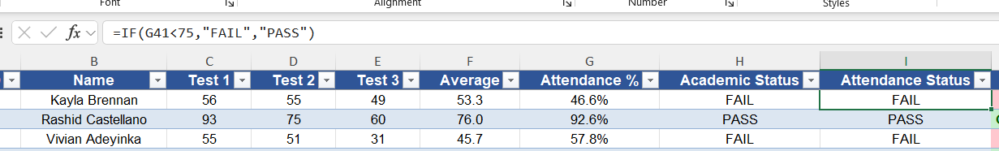 Font Alignment Number Styles
fx =IF(G41<75,"FAIL","PASS")
B C D E F G H I
Name Test 1 Test 2 Test 3 Average Attendance % Academic Status Attendance Status
Kayla Brennan 56 55 49 53.3 46.6% FAIL FAIL
Rashid Castellano 93 75 60 76.0 92.6% PASS PASS
Vivian Adeyinka 55 51 31 45.7 57.8% FAIL FAIL